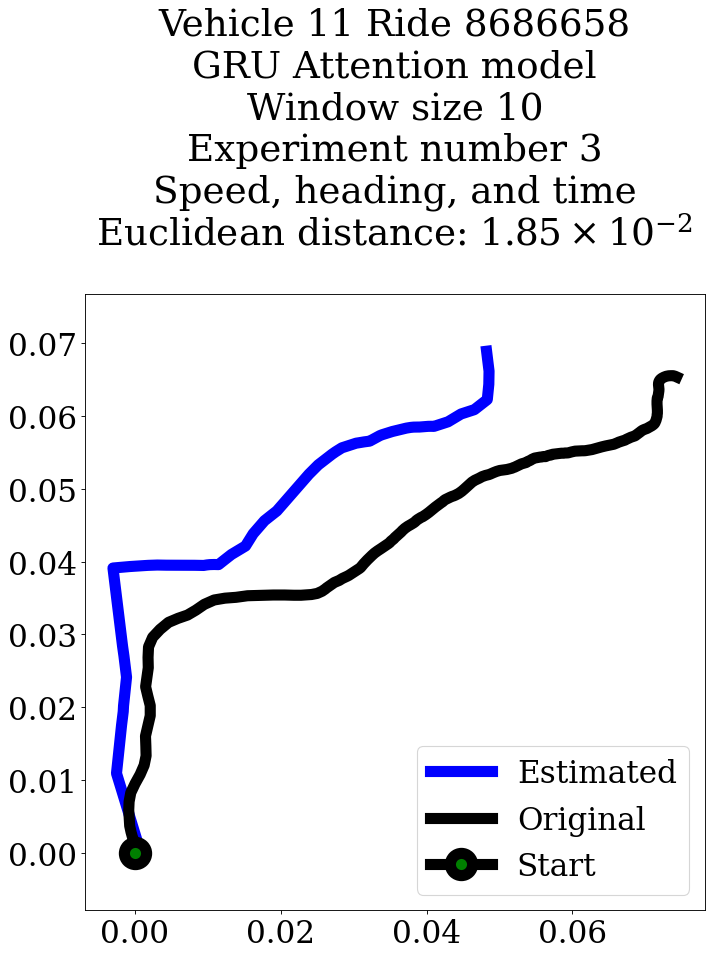 Vehicle 11 Ride 8686658
GRU Attention model
Window size 10
Experiment number 3
Speed, heading, and time
Euclidean distance: 1.85 × 10⁻²
0.07
0.06
0.05
0.04
0.03
0.02
0.01
0.00
Estimated
Original
Start
0.00 0.02 0.04 0.06